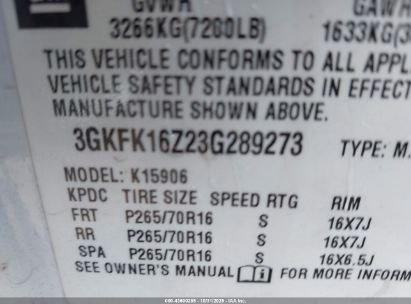 GVWR GAWR
3266KG(7200LB) 1633KG(3
THIS VEHICLE CONFORMS TO ALL APPL
VEHICLE SAFETY STANDARDS IN EFFECT
MANUFACTURE SHOWN ABOVE.
3GKFK16Z23G289273 TYPE: M.
MODEL: K15906
KPDC TIRE SIZE SPEED RTG RIM
FRT P265/70R16 S 16X7J
RR P265/70R16 S 16X7J
SPA P265/70R16 S 16X6.5J
SEE OWNER'S MANUAL FOR MORE INFORM